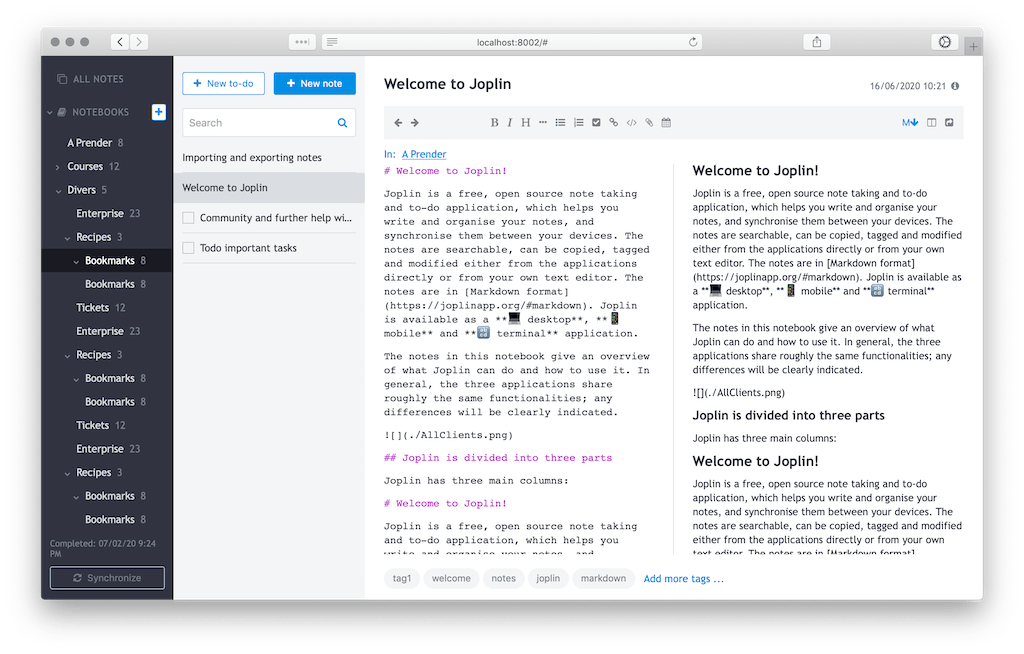 localhost:8002/#
ALL NOTES
NOTEBOOKS
A Prender 8
Courses 12
Divers 5
Enterprise 23
Recipes 3
Bookmarks 8
Bookmarks 8
Tickets 12
Enterprise 23
Recipes 3
Bookmarks 8
Bookmarks 8
Tickets 12
Enterprise 23
Recipes 3
Bookmarks 8
Bookmarks 8
Completed: 07/02/20 9:24
PM
Synchronize
+ New to-do
+ New note
Search
Importing and exporting notes
Welcome to Joplin
Community and further help wi...
Todo important tasks
Welcome to Joplin
16/06/2020 10:21
B I H
M
In: A Prender
# Welcome to Joplin!
Joplin is a free, open source note taking
and to-do application, which helps you
write and organise your notes, and
synchronise them between your devices. The
notes are searchable, can be copied, tagged
and modified either from the applications
directly or from your own text editor. The
notes are in [Markdown format]
(https://joplinapp.org/#markdown). Joplin
is available as a **💻 desktop**, **📱
mobile** and **🔡 terminal** application.
The notes in this notebook give an overview
of what Joplin can do and how to use it. In
general, the three applications share
roughly the same functionalities; any
differences will be clearly indicated.
![](./AllClients.png)
## Joplin is divided into three parts
Joplin has three main columns:
# Welcome to Joplin!
Joplin is a free, open source note taking
and to-do application, which helps you
write and organise your notes, and
Welcome to Joplin!
Joplin is a free, open source note taking and to-do
application, which helps you write and organise your
notes, and synchronise them between your devices. The
notes are searchable, can be copied, tagged and modified
either from the applications directly or from your own
text editor. The notes are in [Markdown format]
(https://joplinapp.org/#markdown). Joplin is available as
a **💻 desktop**, **📱 mobile** and **🔡 terminal**
application.
The notes in this notebook give an overview of what
Joplin can do and how to use it. In general, the three
applications share roughly the same functionalities; any
differences will be clearly indicated.
![](./AllClients.png)
Joplin is divided into three parts
Joplin has three main columns:
Welcome to Joplin!
Joplin is a free, open source note taking and to-do
application, which helps you write and organise your
notes, and synchronise them between your devices. The
notes are searchable, can be copied, tagged and modified
either from the applications directly or from your own
text editor. The notes are in [Markdown format]
tag1
welcome
notes
joplin
markdown
Add more tags ...